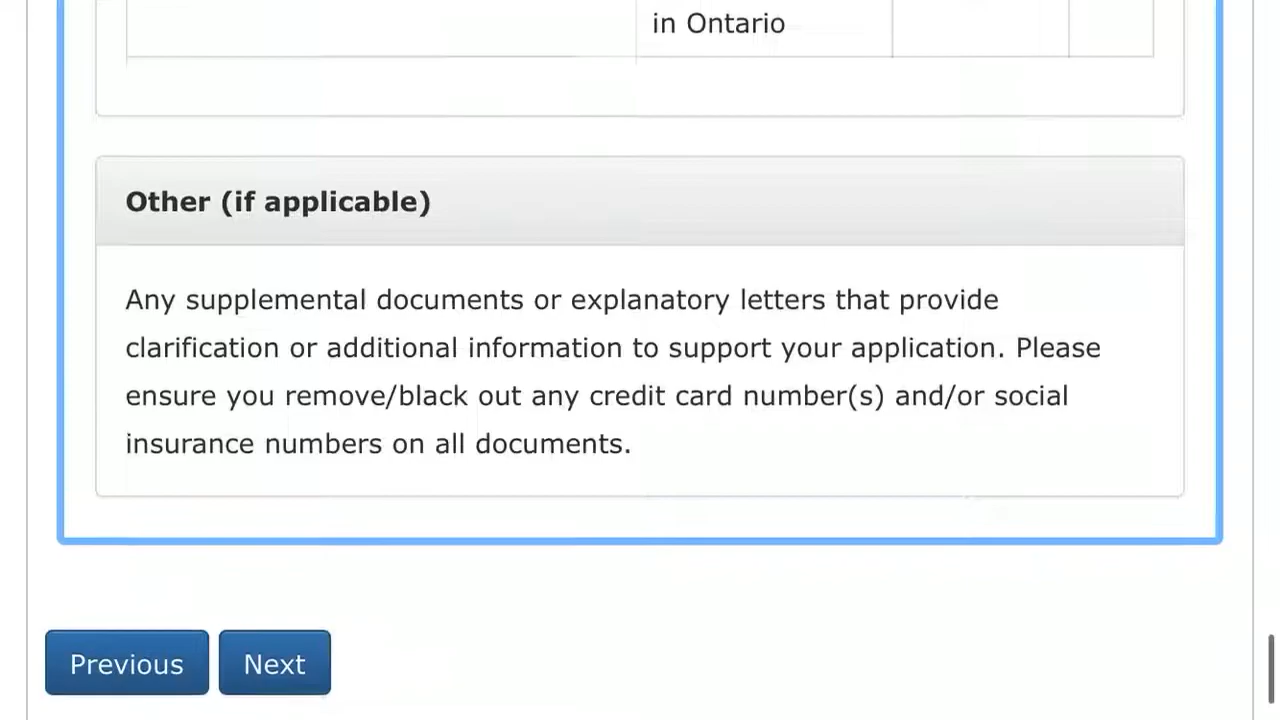 in Ontario
Other (if applicable)
Any supplemental documents or explanatory letters that provide
clarification or additional information to support your application. Please
ensure you remove/black out any credit card number(s) and/or social
insurance numbers on all documents.
Previous
Next